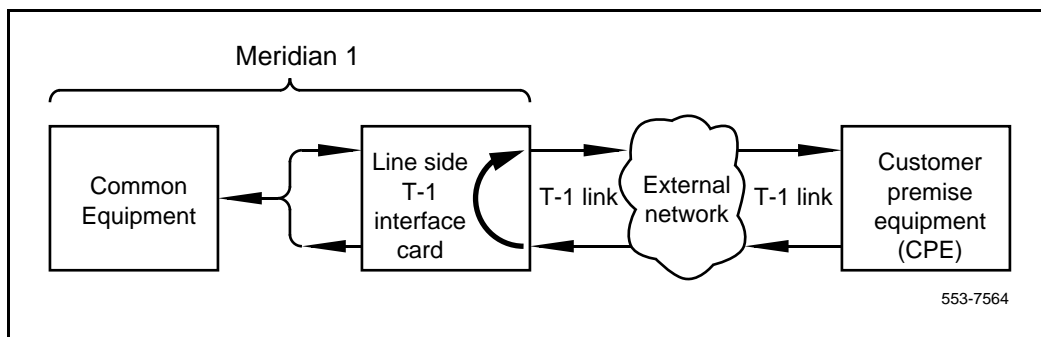 Meridian 1
Common
Equipment
Line side
T-1
interface
card
T-1 link
External
network
T-1 link
Customer
premise
equipment
(CPE)
553-7564